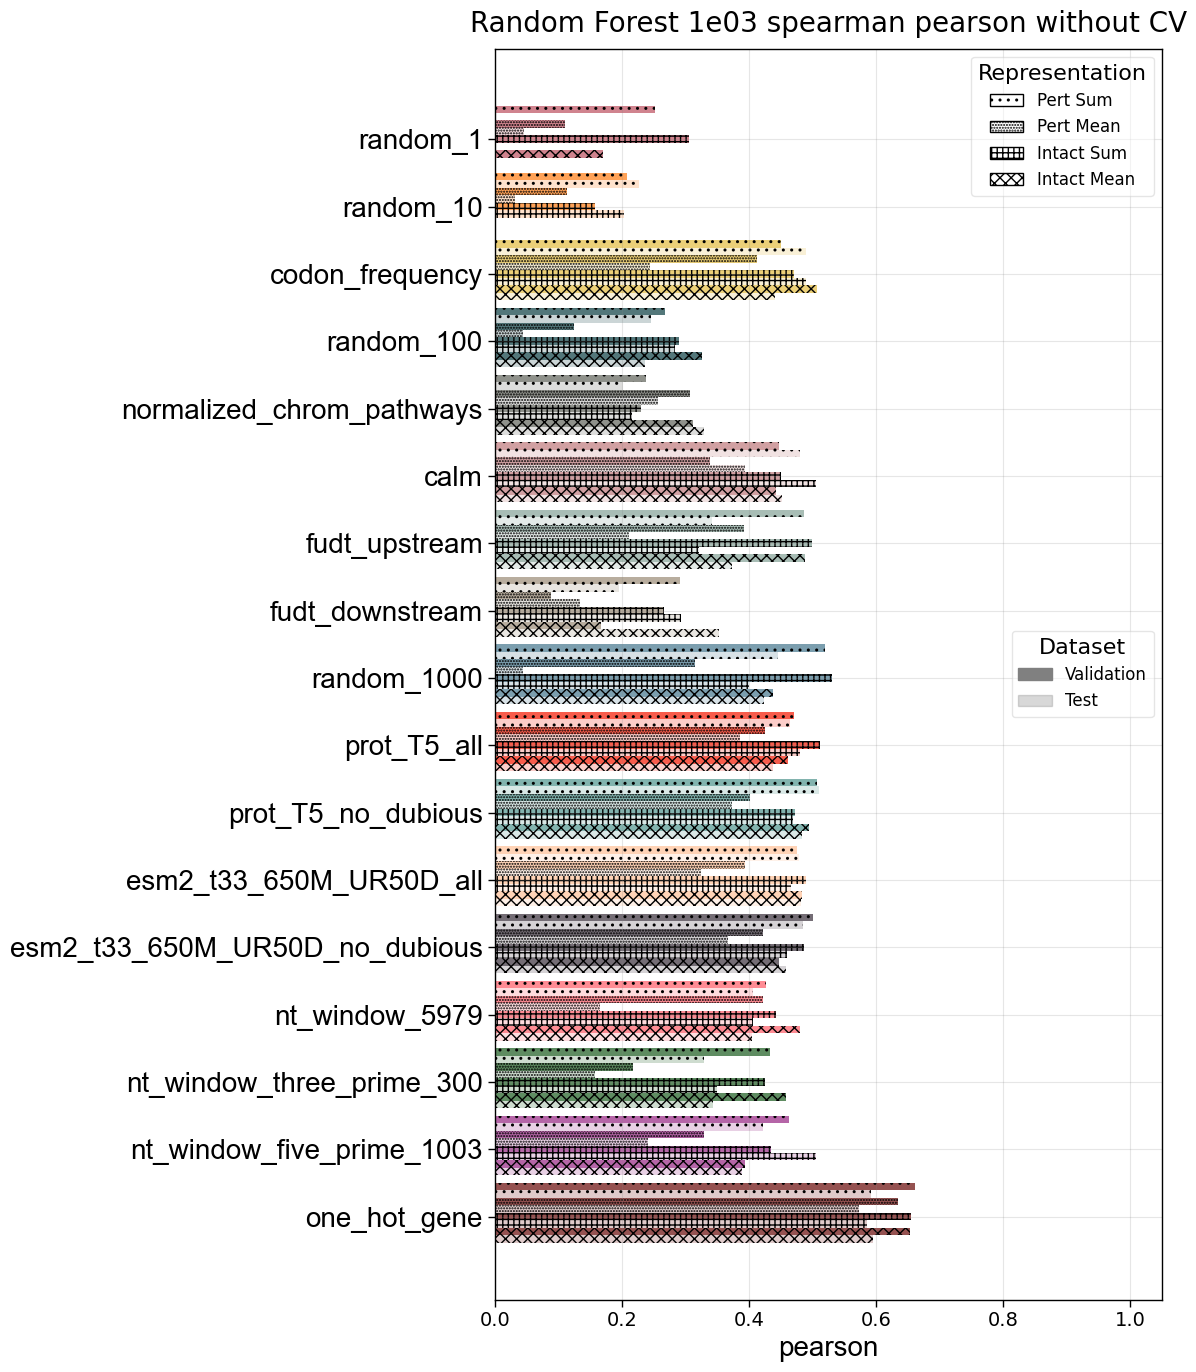 Random Forest 1e03 spearman pearson without CV
Representation
Pert Sum
Pert Mean
Intact Sum
Intact Mean
random_1
random_10
codon_frequency
random_100
normalized_chrom_pathways
calm
fudt_upstream
fudt_downstream
Dataset
Validation
Test
random_1000
prot_T5_all
prot_T5_no_dubious
esm2_t33_650M_UR50D_all
esm2_t33_650M_UR50D_no_dubious
nt_window_5979
nt_window_three_prime_300
nt_window_five_prime_1003
one_hot_gene
0.0 0.2 0.4 0.6 0.8 1.0
pearson